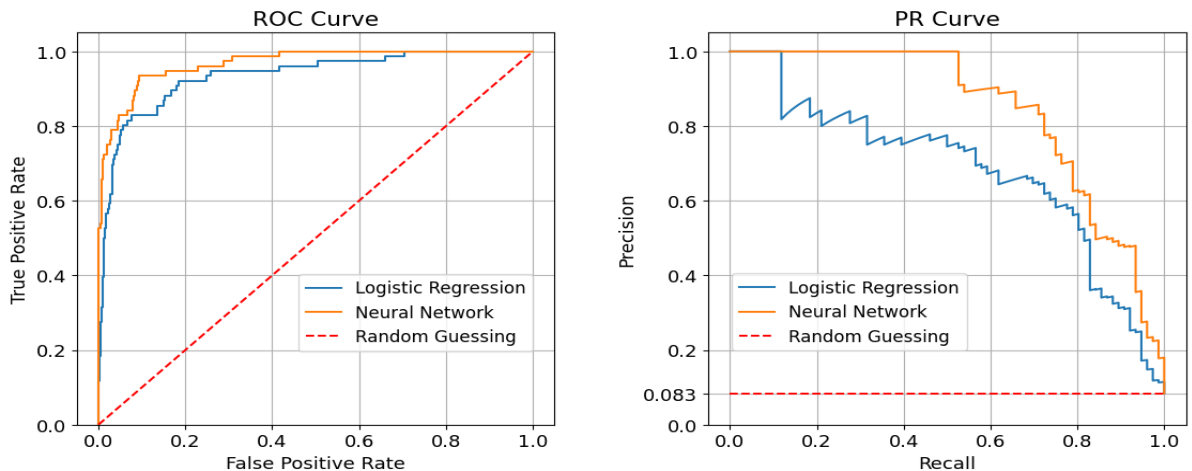 ROC Curve
1.0
0.8
0.6
0.4
0.2
0.0
True Positive Rate
Logistic Regression
Neural Network
Random Guessing
0.0 0.2 0.4 0.6 0.8 1.0
False Positive Rate
PR Curve
1.0
0.8
0.6
0.4
0.2
0.083
0.0
Precision
Logistic Regression
Neural Network
Random Guessing
0.0 0.2 0.4 0.6 0.8 1.0
Recall